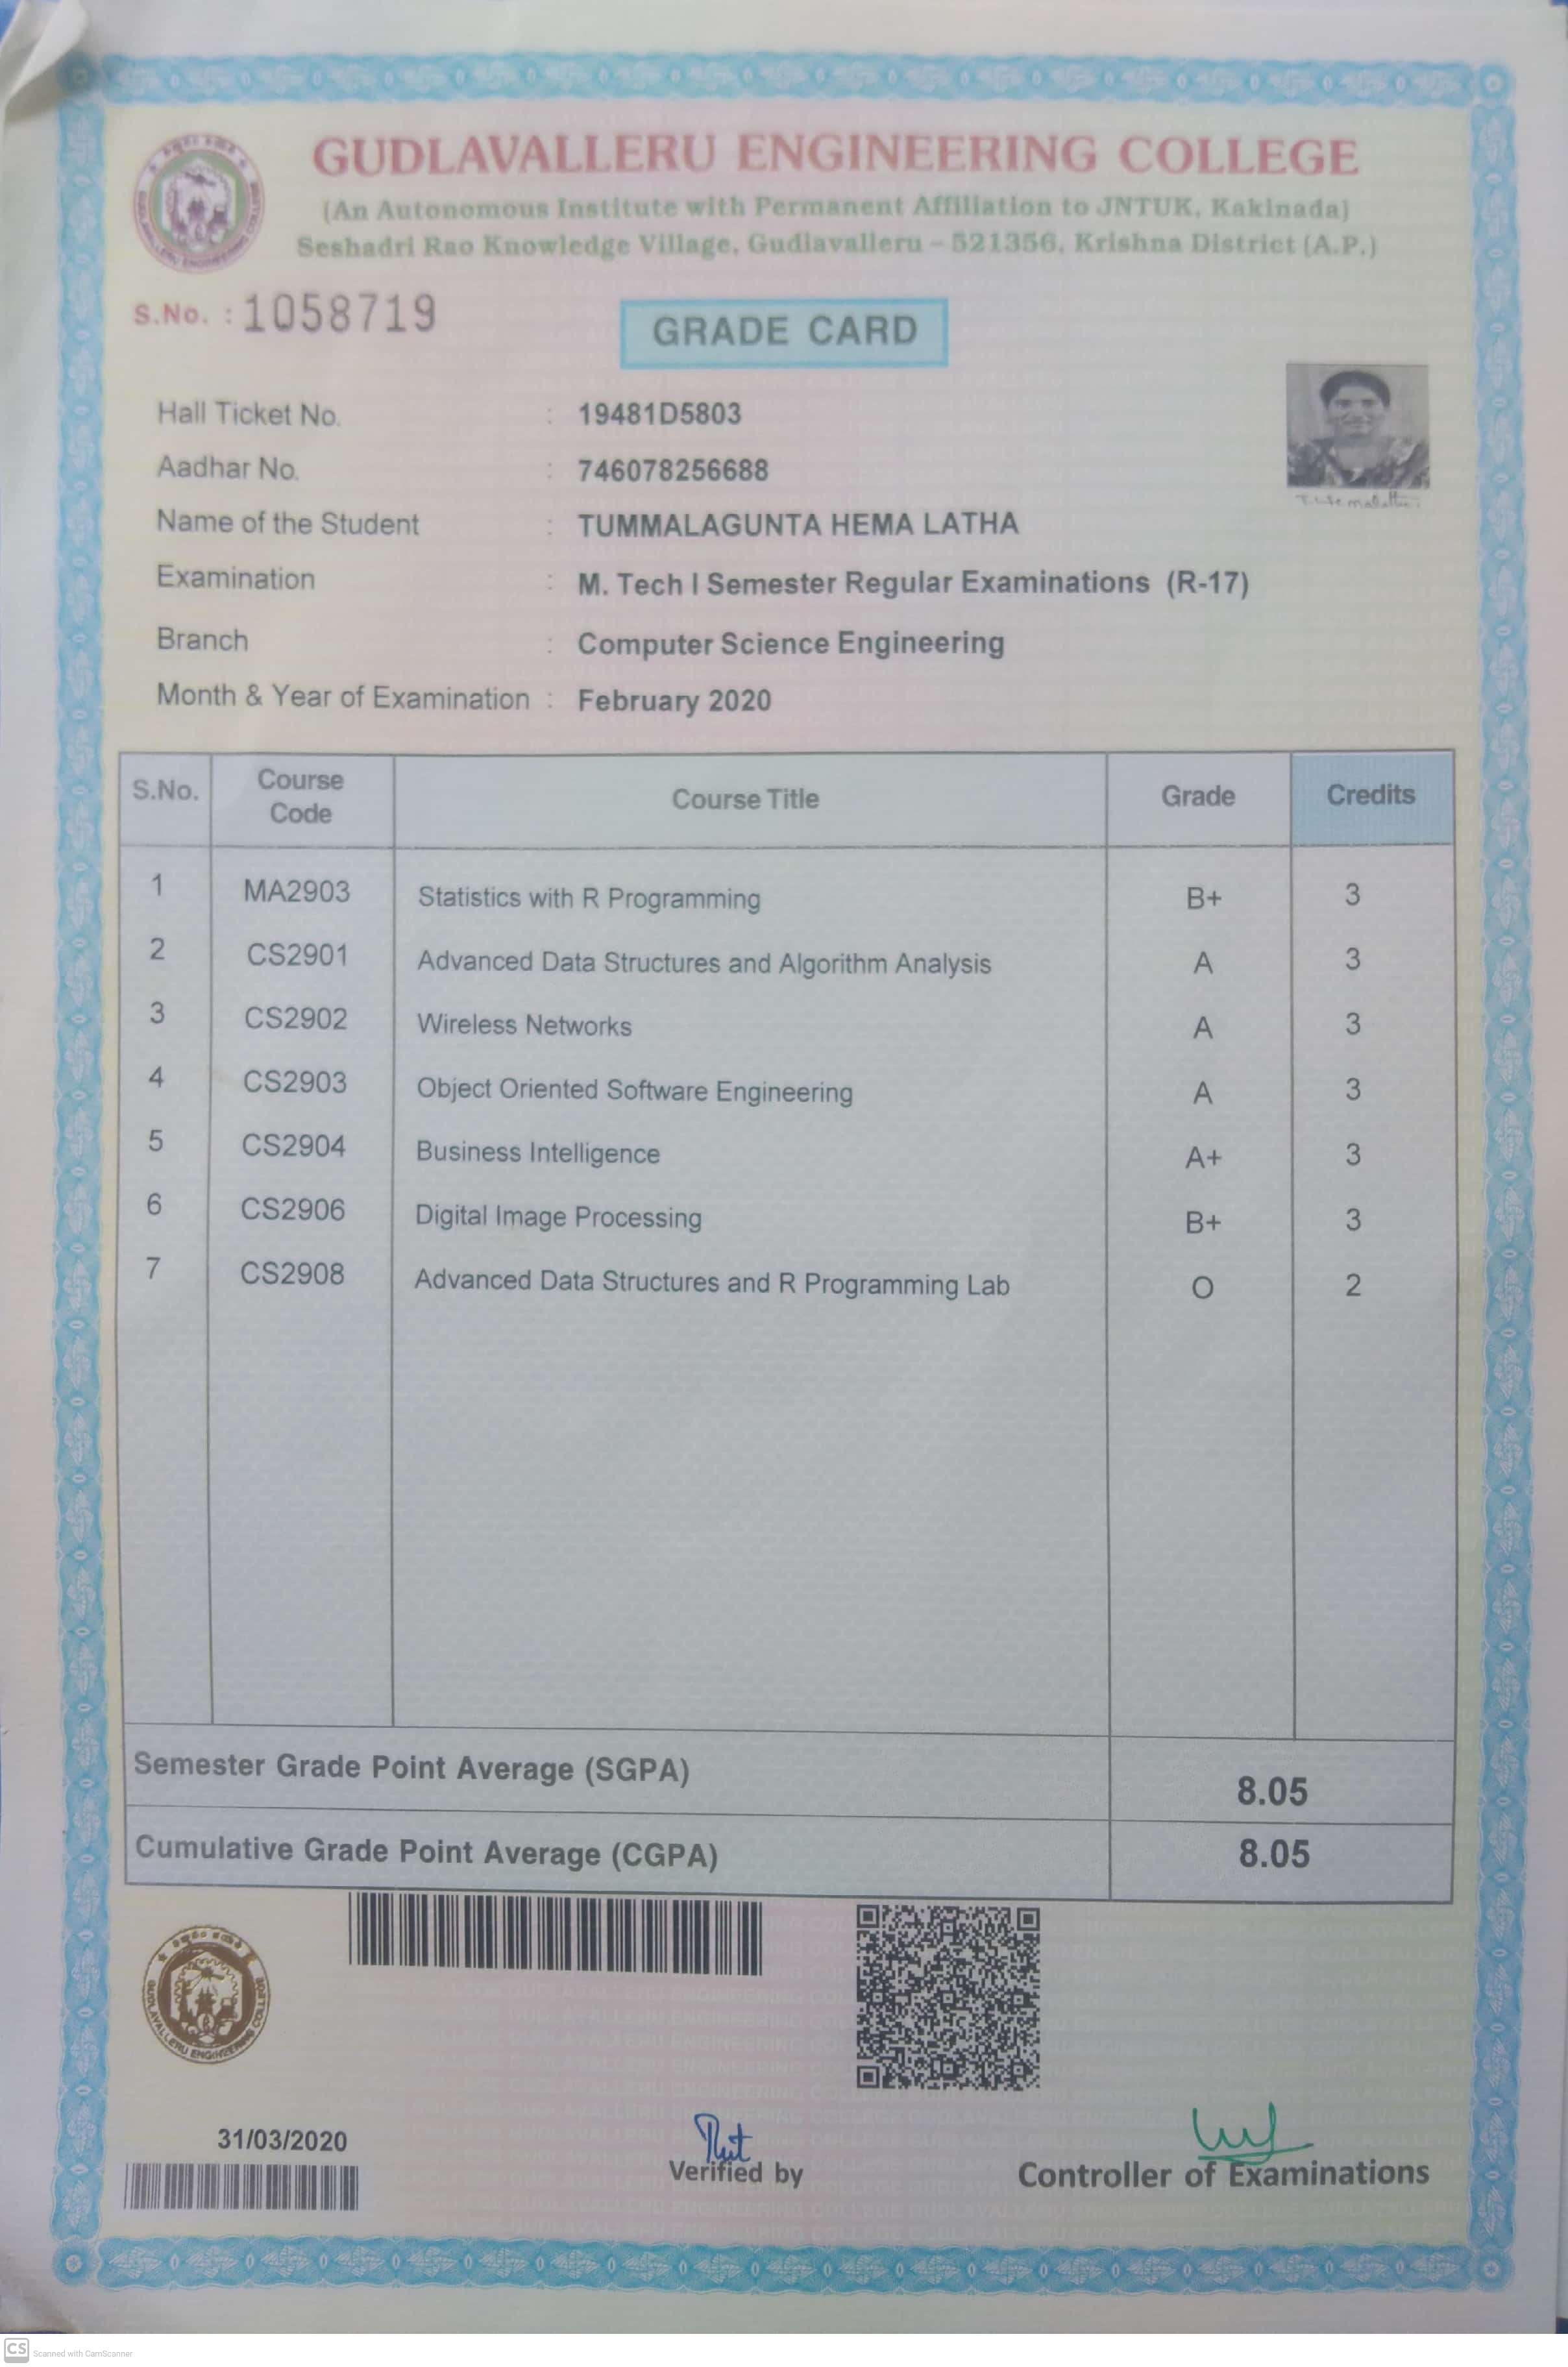 GUDLAVALLERU ENGINEERING COLLEGE
(An Autonomous Institute with Permanent Affiliation to JNTUK, Kakinada)
Seshadri Rao Knowledge Village, Gudlavalleru – 521356, Krishna District (A.P.)
S.No. : 1058719
GRADE CARD
Hall Ticket No. : 19481D5803
Aadhar No. : 746078256688
Name of the Student : TUMMALAGUNTA HEMA LATHA
Examination : M. Tech I Semester Regular Examinations (R-17)
Branch : Computer Science Engineering
Month & Year of Examination : February 2020
S.No. Course Code Course Title Grade Credits
1 MA2903 Statistics with R Programming B+ 3
2 CS2901 Advanced Data Structures and Algorithm Analysis A 3
3 CS2902 Wireless Networks A 3
4 CS2903 Object Oriented Software Engineering A 3
5 CS2904 Business Intelligence A+ 3
6 CS2906 Digital Image Processing B+ 3
7 CS2908 Advanced Data Structures and R Programming Lab O 2
Semester Grade Point Average (SGPA) 8.05
Cumulative Grade Point Average (CGPA) 8.05
GUDLAVALLERU ENGINEERING COLLEGE
31/03/2020
Verified by
Controller of Examinations
CS Scanned with CamScanner